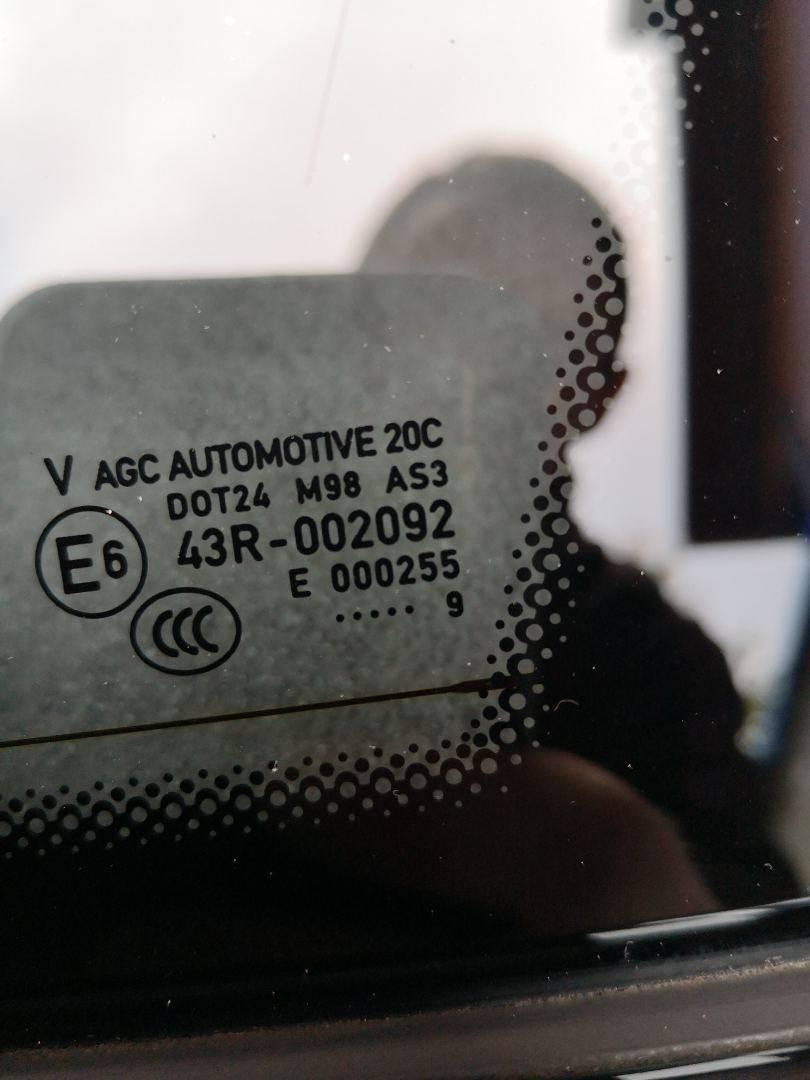 V AGC AUTOMOTIVE 20C
DOT24 M98 AS3
E6 43R-002092
E 000255
CCC ..... 9